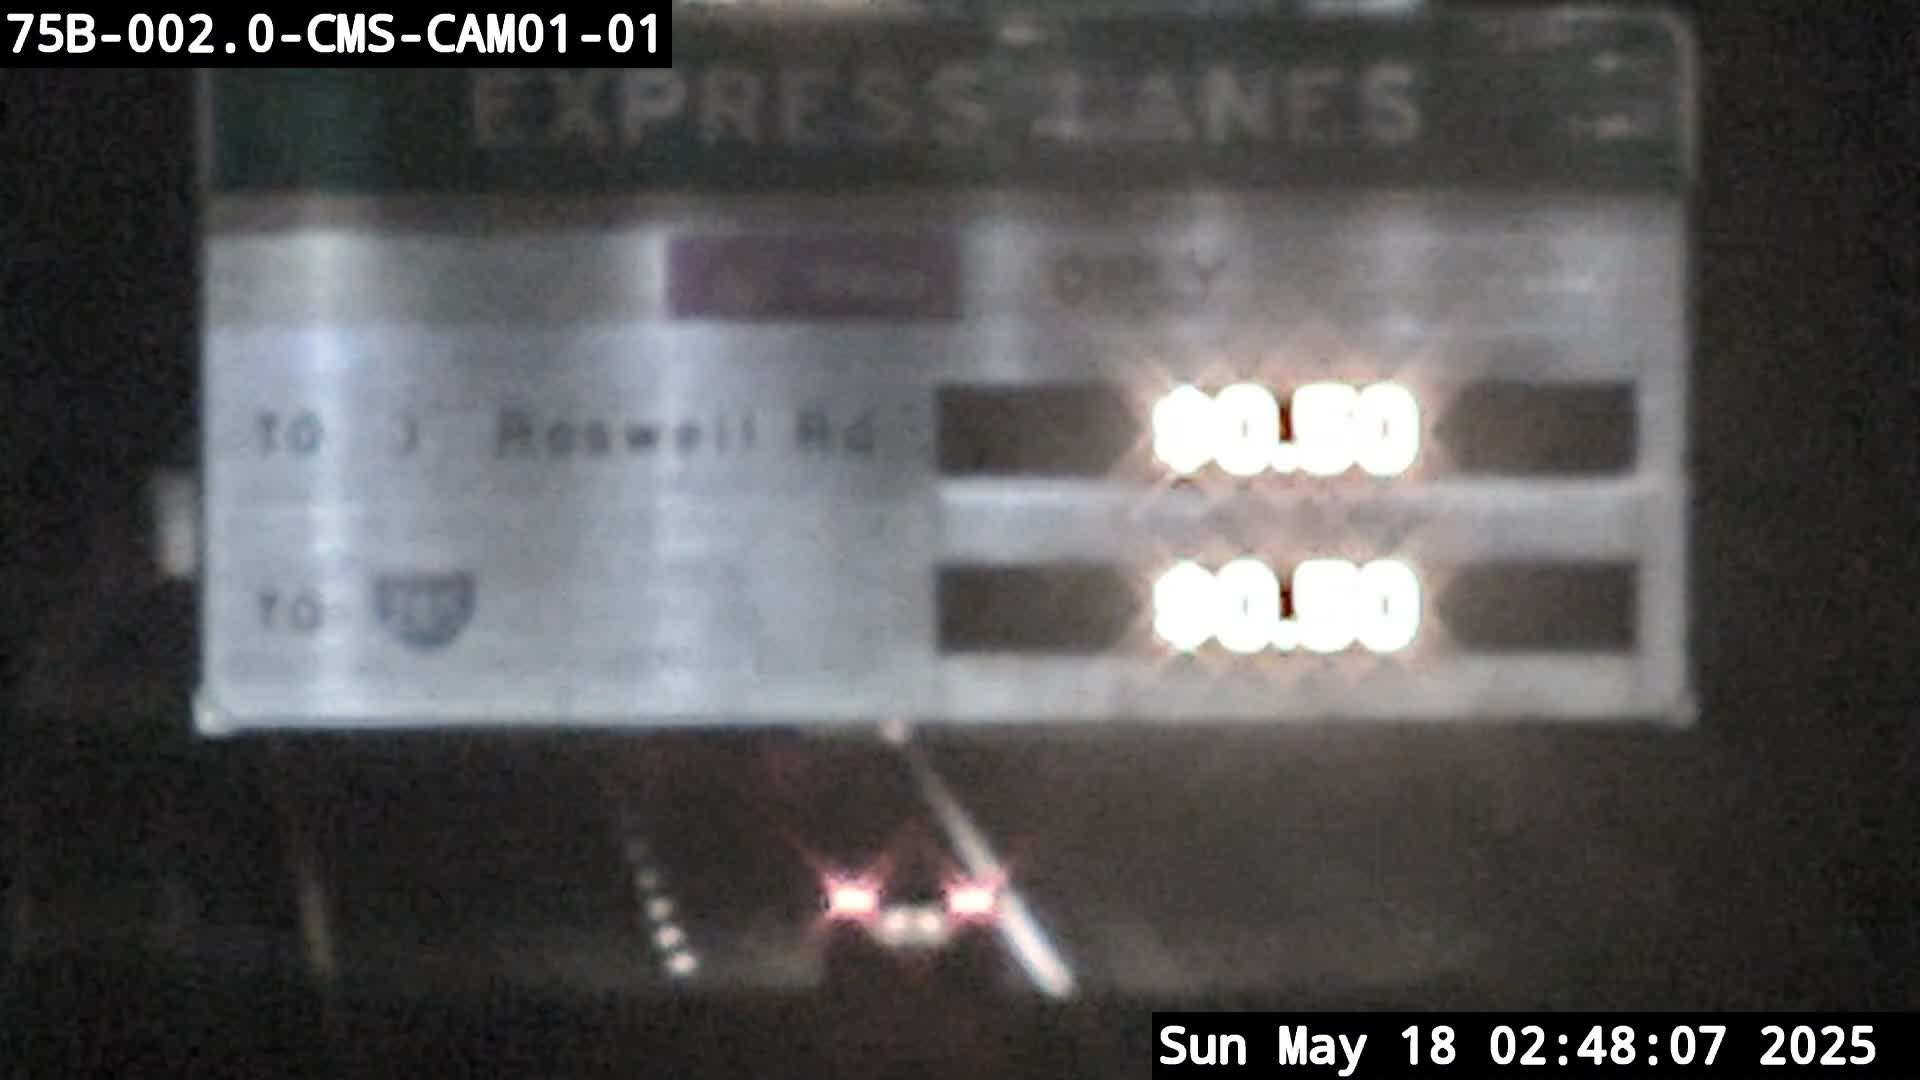 75B-002.0-CMS-CAM01-01
EXPRESS LANES
ONLY
TO Roswell Rd $0.50
TO $0.50
Sun May 18 02:48:07 2025